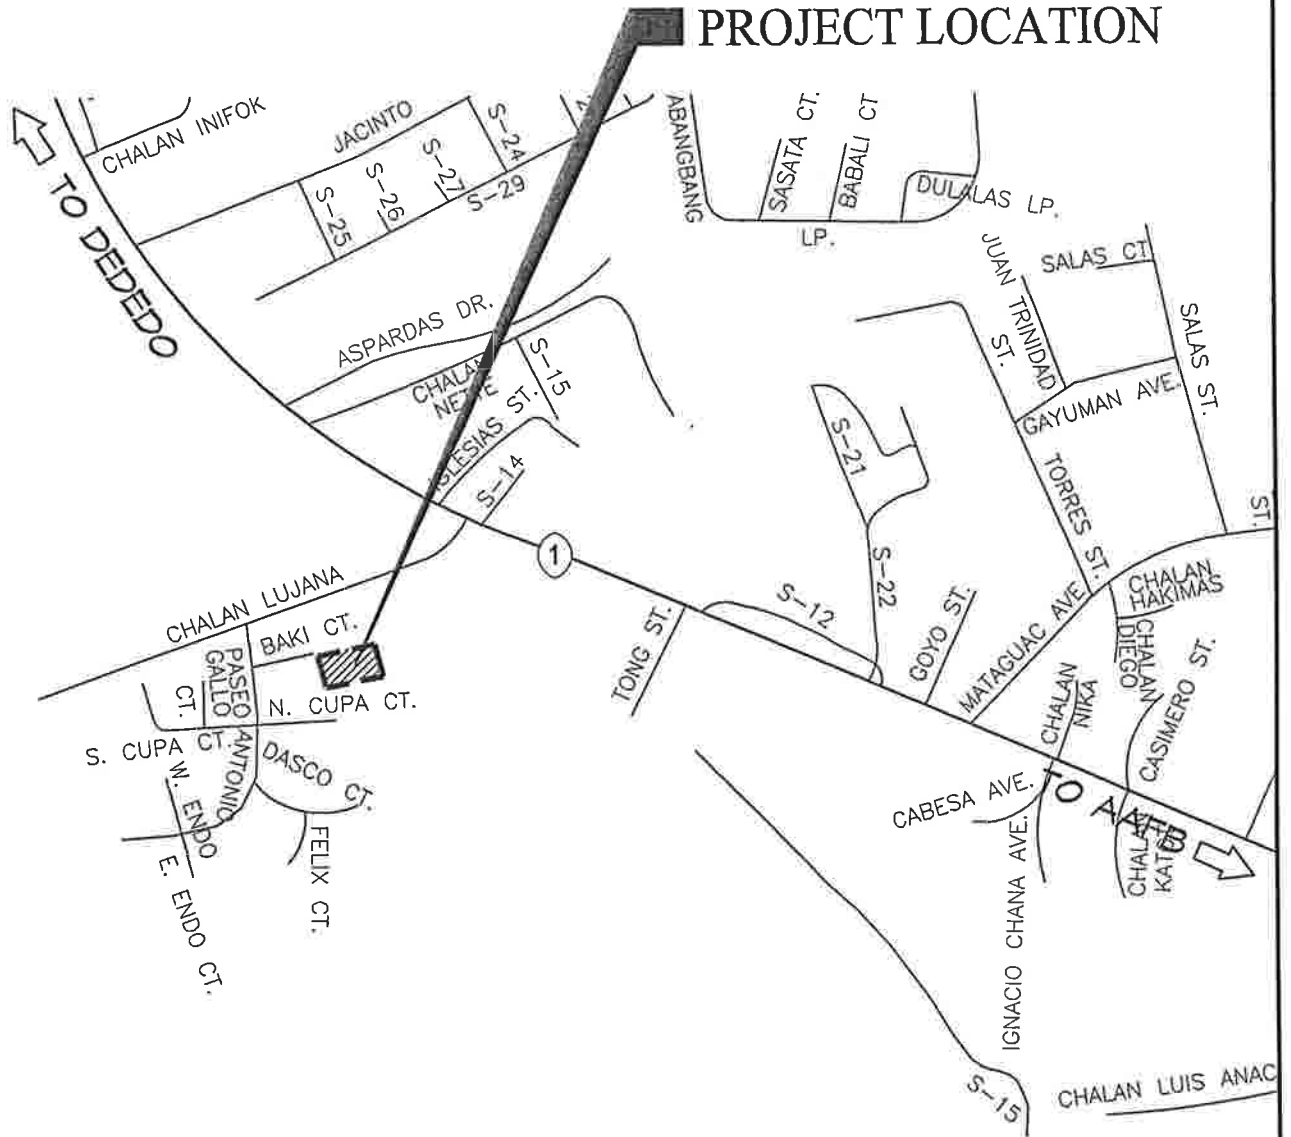 PROJECT LOCATION
CHALAN INIFOK
JACINTO
S-24
S-27
S-26
S-25
S-29
TO DEDEDO
ABANGBANG
LP.
SASATA CT.
BABALI CT
DULALAS LP.
JUAN TRINIDAD
ST.
SALAS CT
SALAS ST.
GAYUMAN AVE.
ASPARDAS DR.
CHALAN
S-15
IGLESIAS ST.
S-14
1
S-21
S-22
S-12
TORRES ST.
ST.
CHALAN LUJANA
BAKI CT.
PASEO
ANTONIO
GALLO
CT.
N. CUPA CT.
S. CUPA CT.
DASCO CT.
W. ENDO
E. ENDO CT.
FELIX CT.
TONG ST.
GOYO ST.
MATAGUAC AVE.
CHALAN
HAKIMAS
CHALAN
DIEGO
CHALAN
NIKA
CASIMERO ST.
CABESA AVE.
TO AAFB
IGNACIO CHANA AVE.
S-15
CHALAN LUIS ANAC